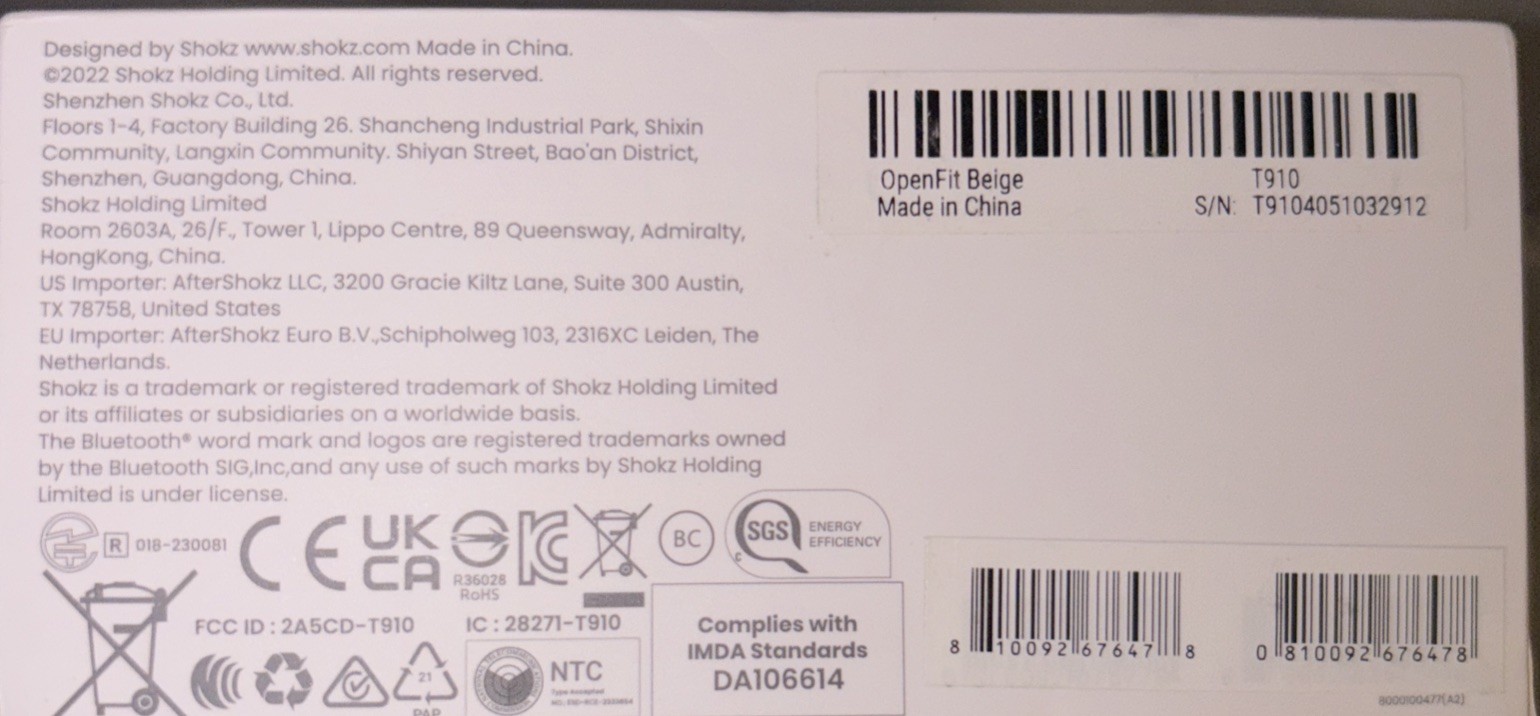 Designed by Shokz www.shokz.com Made in China.
©2022 Shokz Holding Limited. All rights reserved.
Shenzhen Shokz Co., Ltd.
Floors 1-4, Factory Building 26. Shancheng Industrial Park, Shixin
Community, Langxin Community. Shiyan Street, Bao'an District,
Shenzhen, Guangdong, China.
Shokz Holding Limited
Room 2603A, 26/F., Tower 1, Lippo Centre, 89 Queensway, Admiralty,
HongKong, China.
US Importer: AfterShokz LLC, 3200 Gracie Kiltz Lane, Suite 300 Austin,
TX 78758, United States
EU Importer: AfterShokz Euro B.V.,Schipholweg 103, 2316XC Leiden, The
Netherlands.
Shokz is a trademark or registered trademark of Shokz Holding Limited
or its affiliates or subsidiaries on a worldwide basis.
The Bluetooth® word mark and logos are registered trademarks owned
by the Bluetooth SIG,Inc,and any use of such marks by Shokz Holding
Limited is under license.
OpenFit Beige T910
Made in China S/N: T9104051032912
R 018-230081
CE
UK
CA
R36028
RoHS
BC
SGS
C
ENERGY
EFFICIENCY
FCC ID : 2A5CD-T910
IC : 28271-T910
21
PAP
NTC
Type Accepted
Complies with
IMDA Standards
DA106614
8 10092 67647 8
0 810092 676478
8000100477(A2)